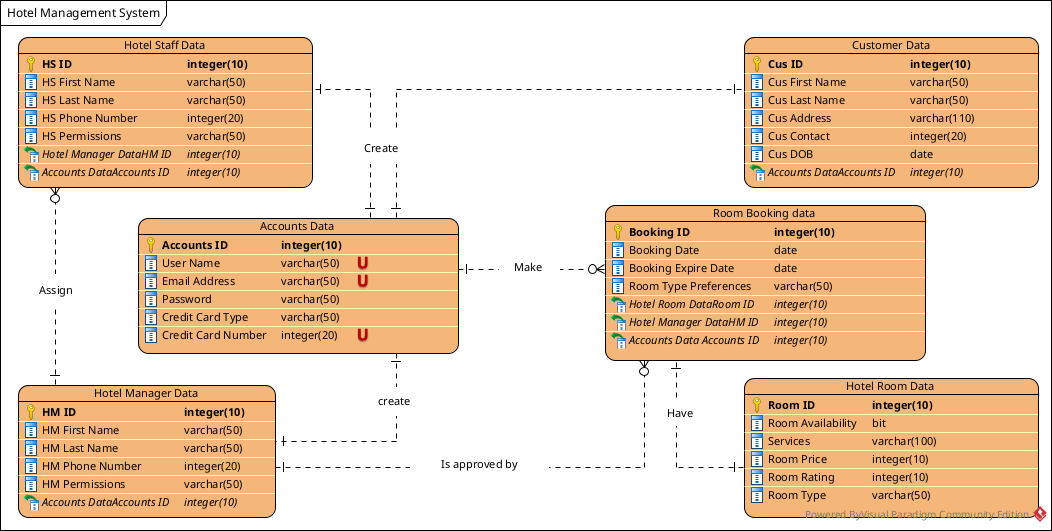 Hotel Management System
Hotel Staff Data
HS ID integer(10)
HS First Name varchar(50)
HS Last Name varchar(50)
HS Phone Number integer(20)
HS Permissions varchar(50)
Hotel Manager DataHM ID integer(10)
Accounts DataAccounts ID integer(10)
Customer Data
Cus ID integer(10)
Cus First Name varchar(50)
Cus Last Name varchar(50)
Cus Address varchar(110)
Cus Contact integer(20)
Cus DOB date
Accounts DataAccounts ID integer(10)
Create
Accounts Data
Accounts ID integer(10)
User Name varchar(50) U
Email Address varchar(50) U
Password varchar(50)
Credit Card Type varchar(50)
Credit Card Number integer(20) U
Make
Room Booking data
Booking ID integer(10)
Booking Date date
Booking Expire Date date
Room Type Preferences varchar(50)
Hotel Room DataRoom ID integer(10)
Hotel Manager DataHM ID integer(10)
Accounts Data Accounts ID integer(10)
Assign
Hotel Manager Data
HM ID integer(10)
HM First Name varchar(50)
HM Last Name varchar(50)
HM Phone Number integer(20)
HM Permissions varchar(50)
Accounts DataAccounts ID integer(10)
create
Is approved by
Have
Hotel Room Data
Room ID integer(10)
Room Availability bit
Services varchar(100)
Room Price integer(10)
Room Rating integer(10)
Room Type varchar(50)
Powered ByVisual Paradigm Community Edition